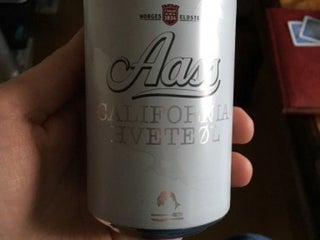 NORGES ELDSTE
Aass
CALIFORNIA
HVETEØL